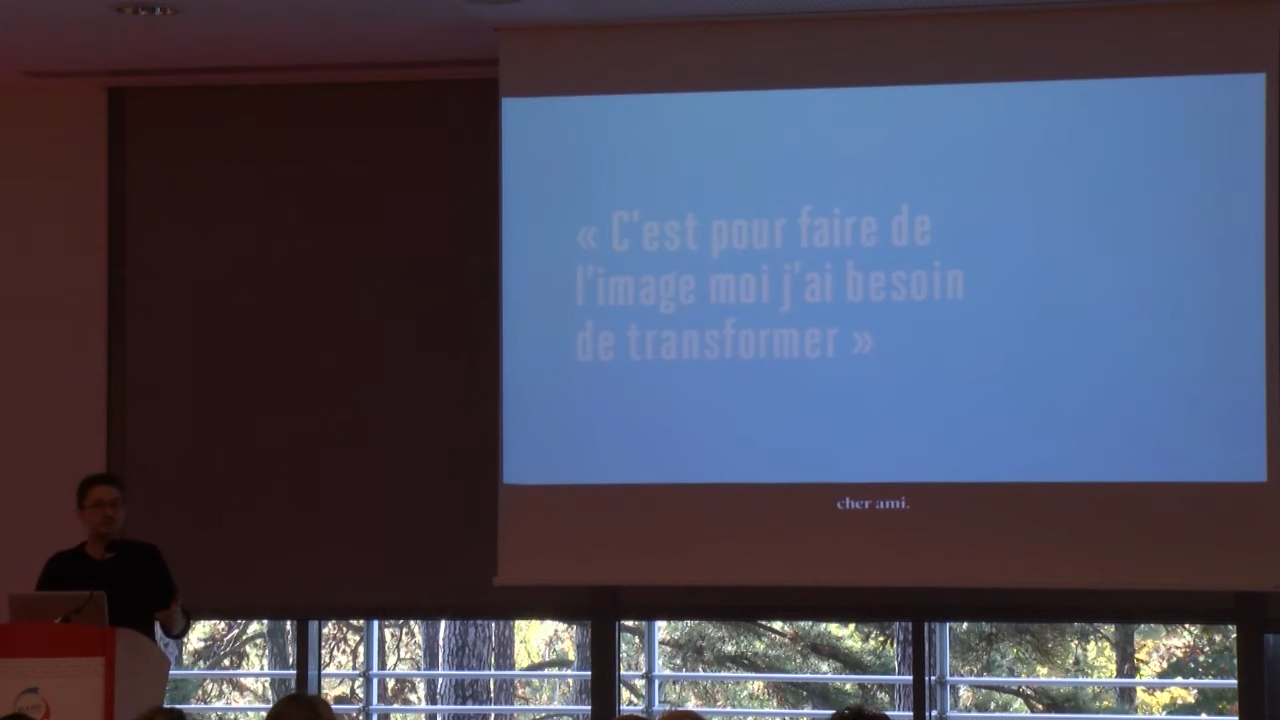 « C'est pour faire de
l'image moi j'ai besoin
de transformer »
cher ami.